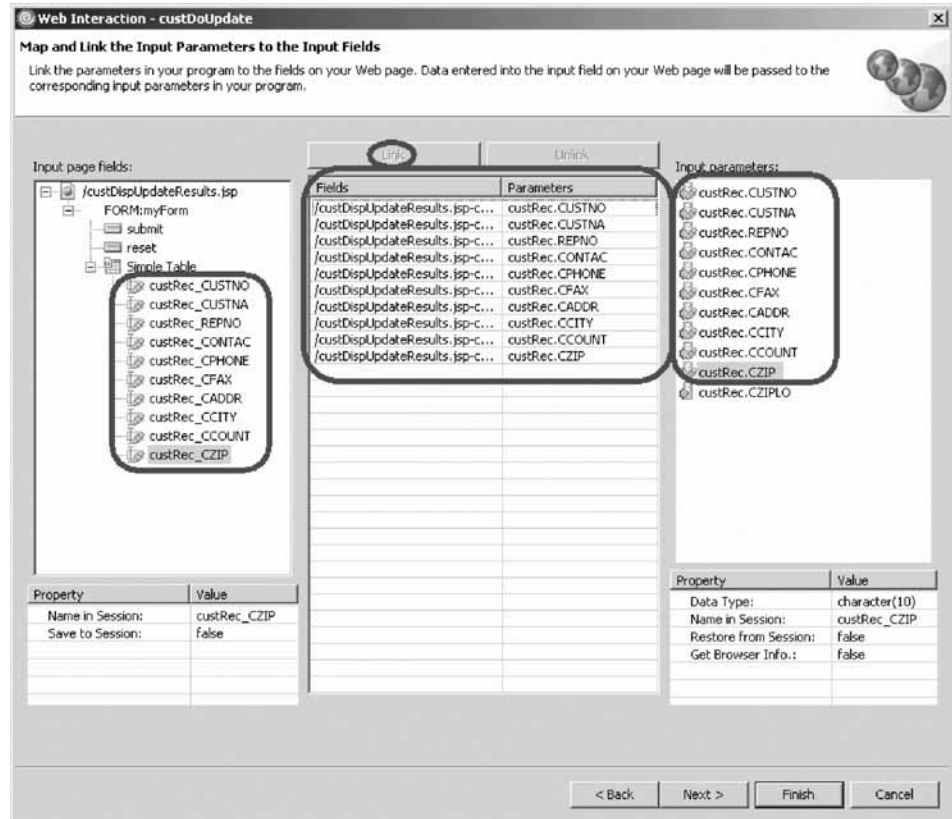 Web Interaction - custDoUpdate
Map and Link the Input Parameters to the Input Fields
Link the parameters in your program to the fields on your Web page. Data entered into the input field on your Web page will be passed to the
corresponding input parameters in your program.
Link
Unlink
Input page fields:
/custDispUpdateResults.jsp
FORM:myForm
submit
reset
Simple Table
custRec_CUSTNO
custRec_CUSTNA
custRec_REPNO
custRec_CONTAC
custRec_CPHONE
custRec_CFAX
custRec_CADDR
custRec_CCITY
custRec_CCOUNT
custRec_CZIP
Property Value
Name in Session: custRec_CZIP
Save to Session: false
Fields Parameters
/custDispUpdateResults.jsp-c... custRec.CUSTNO
/custDispUpdateResults.jsp-c... custRec.CUSTNA
/custDispUpdateResults.jsp-c... custRec.REPNO
/custDispUpdateResults.jsp-c... custRec.CONTAC
/custDispUpdateResults.jsp-c... custRec.CPHONE
/custDispUpdateResults.jsp-c... custRec.CFAX
/custDispUpdateResults.jsp-c... custRec.CADDR
/custDispUpdateResults.jsp-c... custRec.CCITY
/custDispUpdateResults.jsp-c... custRec.CCOUNT
/custDispUpdateResults.jsp-c... custRec.CZIP
Input parameters:
custRec.CUSTNO
custRec.CUSTNA
custRec.REPNO
custRec.CONTAC
custRec.CPHONE
custRec.CFAX
custRec.CADDR
custRec.CCITY
custRec.CCOUNT
custRec.CZIP
custRec.CZIPLO
Property Value
Data Type: character(10)
Name in Session: custRec_CZIP
Restore from Session: false
Get Browser Info.: false
< Back Next > Finish Cancel